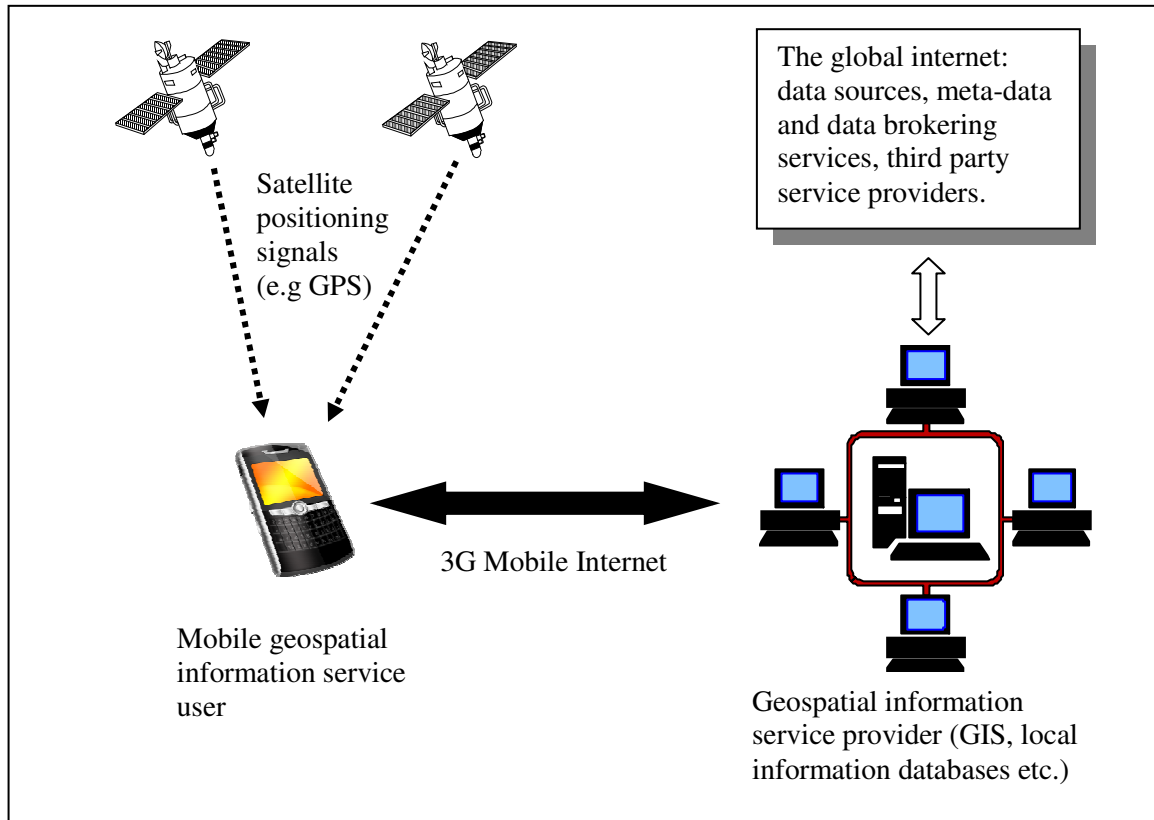 The global internet:
data sources, meta-data
and data brokering
services, third party
service providers.
Satellite
positioning
signals
(e.g GPS)
3G Mobile Internet
Mobile geospatial
information service
user
Geospatial information
service provider (GIS, local
information databases etc.)